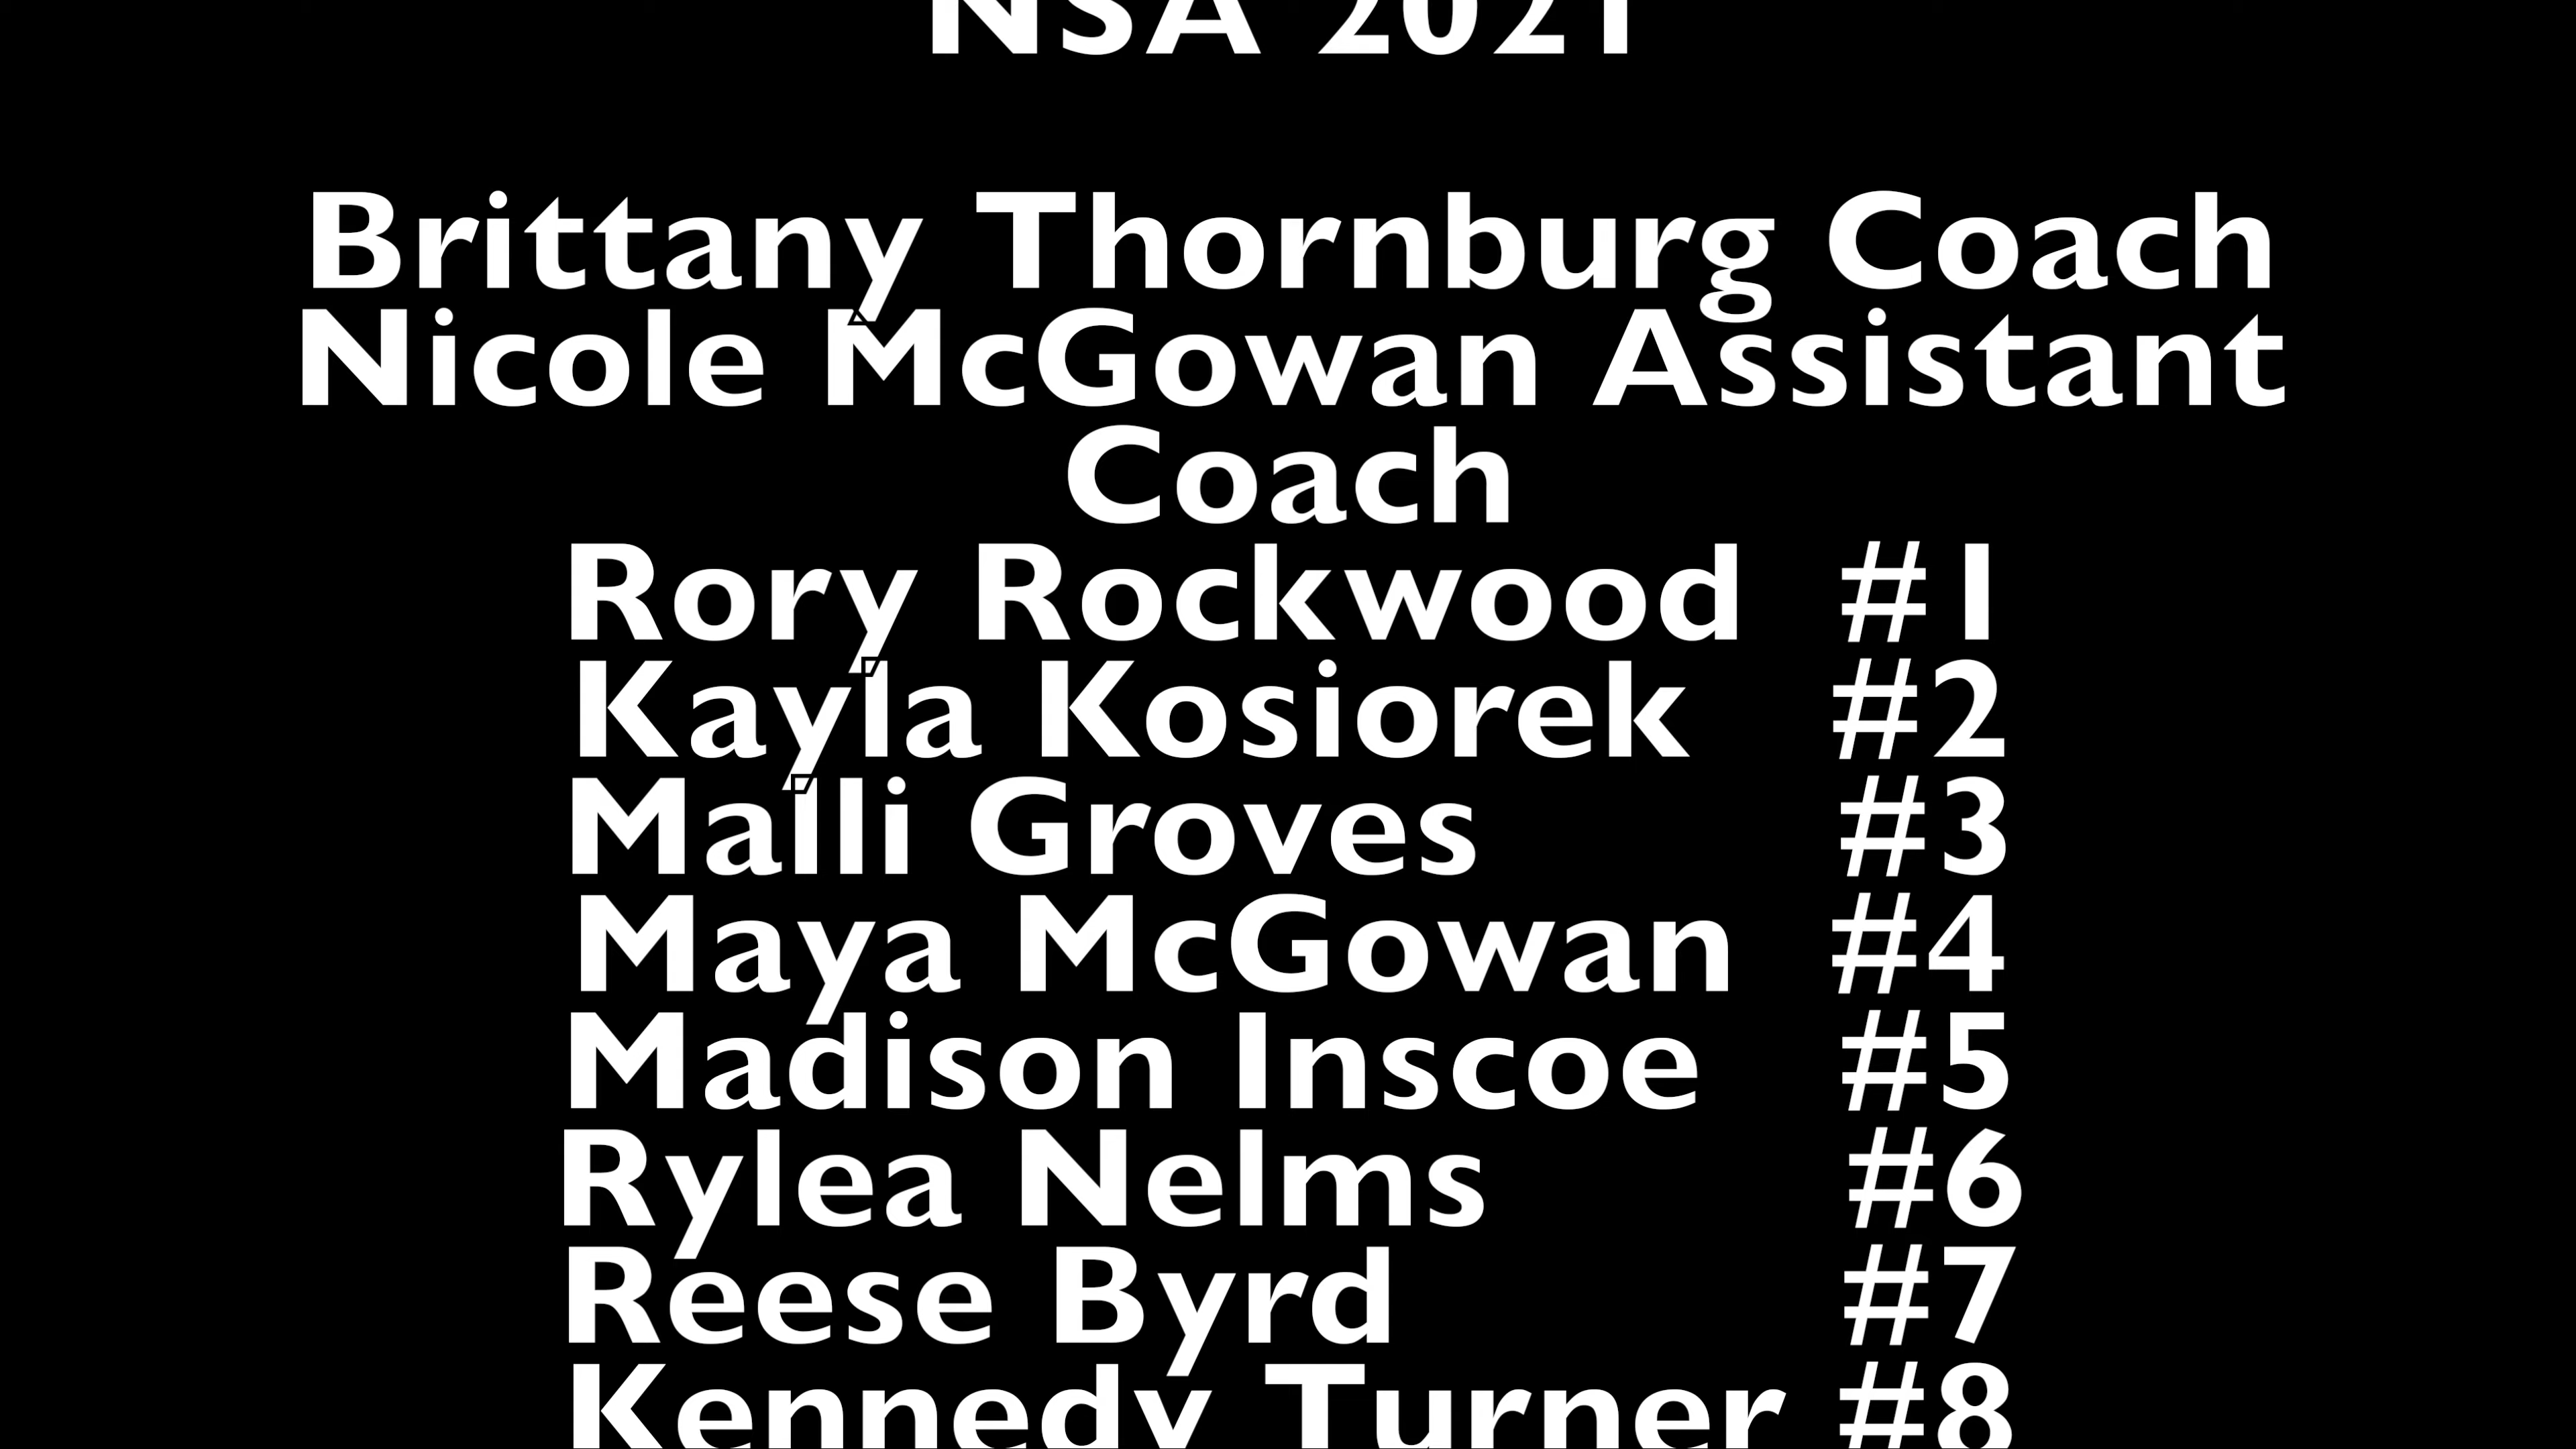 NSA 2021
Brittany Thornburg Coach
Nicole McGowan Assistant
Coach
Rory Rockwood #1
Kayla Kosiorek #2
Malli Groves #3
Maya McGowan #4
Madison Inscoe #5
Rylea Nelms #6
Reese Byrd #7
Kennedy Turner #8